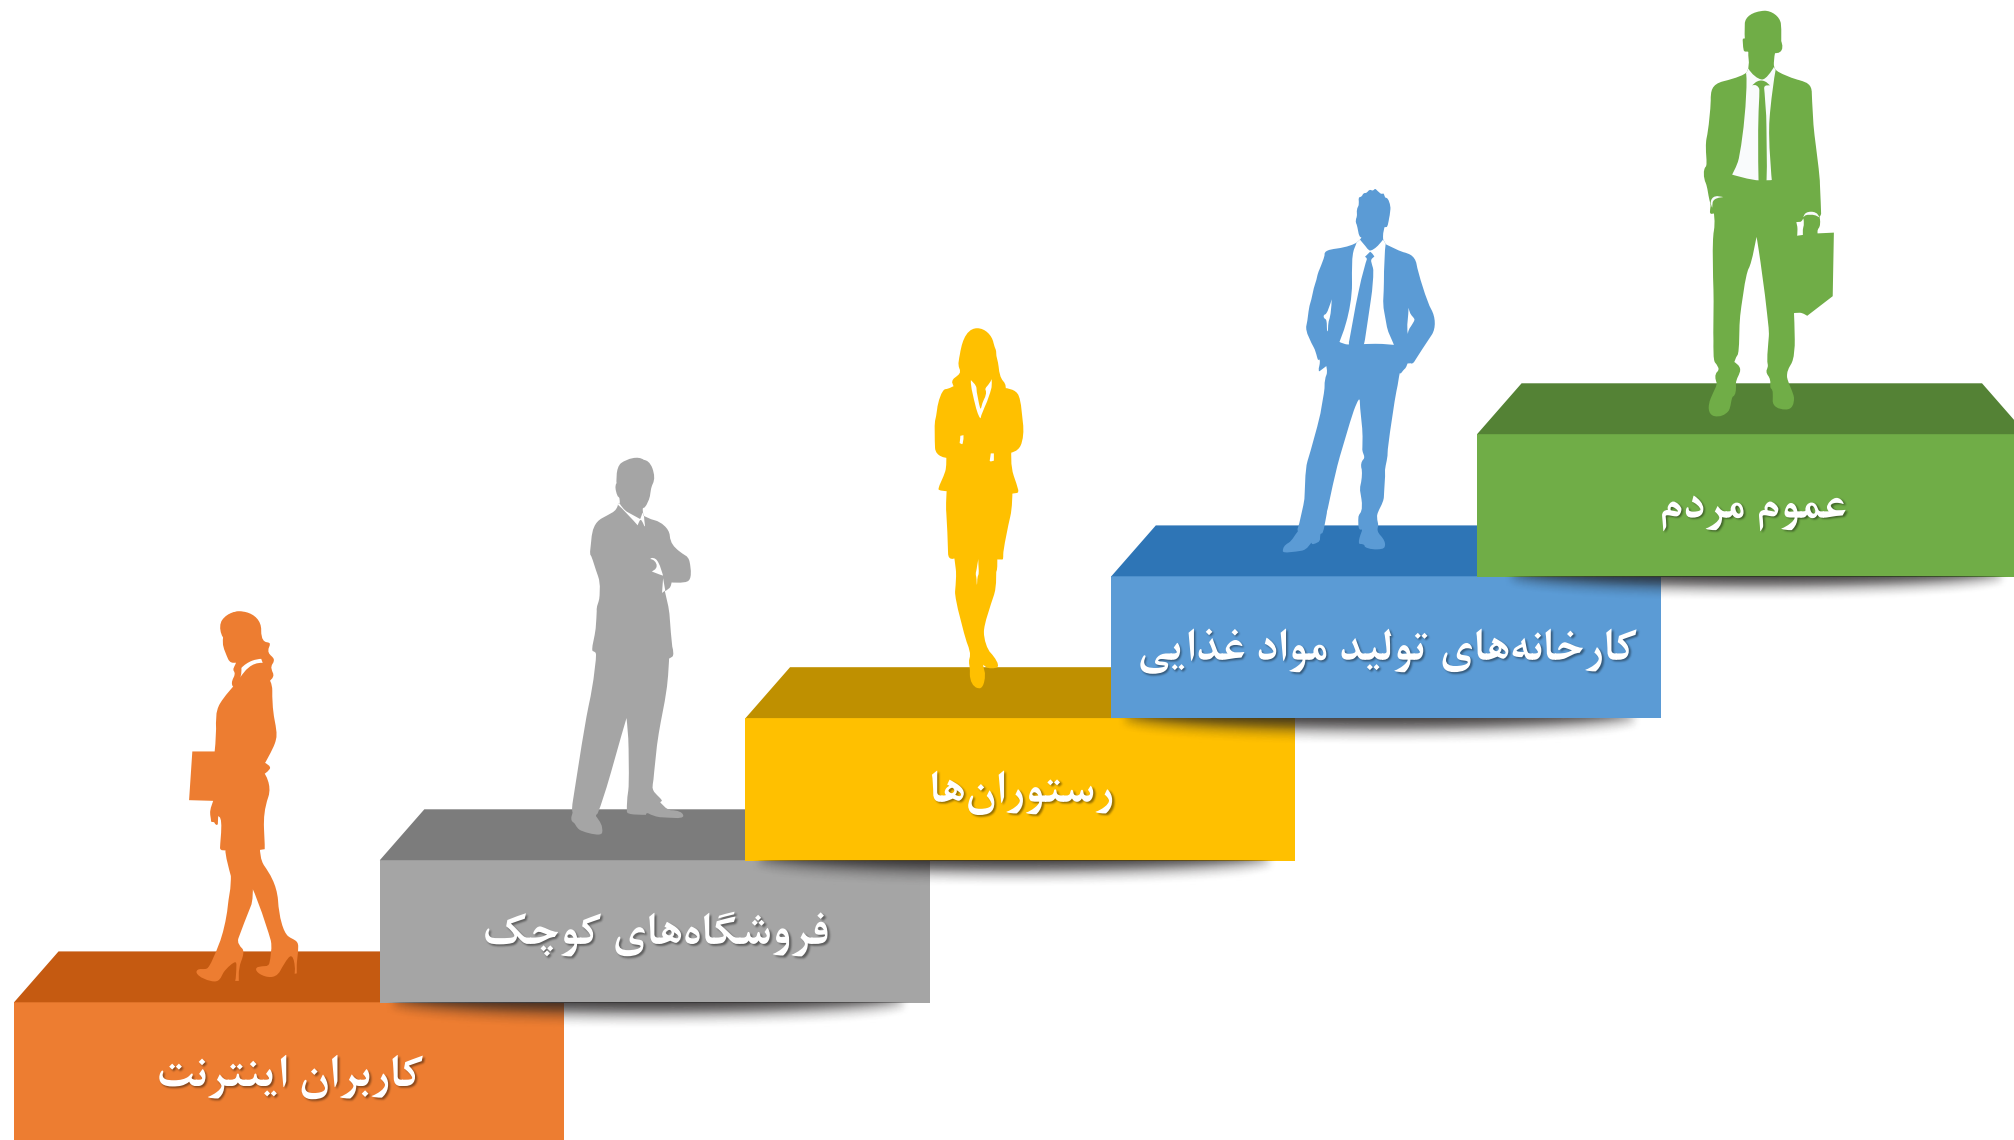 عموم مردم
کارخانه‌های تولید مواد غذایی
رستوران‌ها
فروشگاه‌های کوچک
کاربران اینترنت